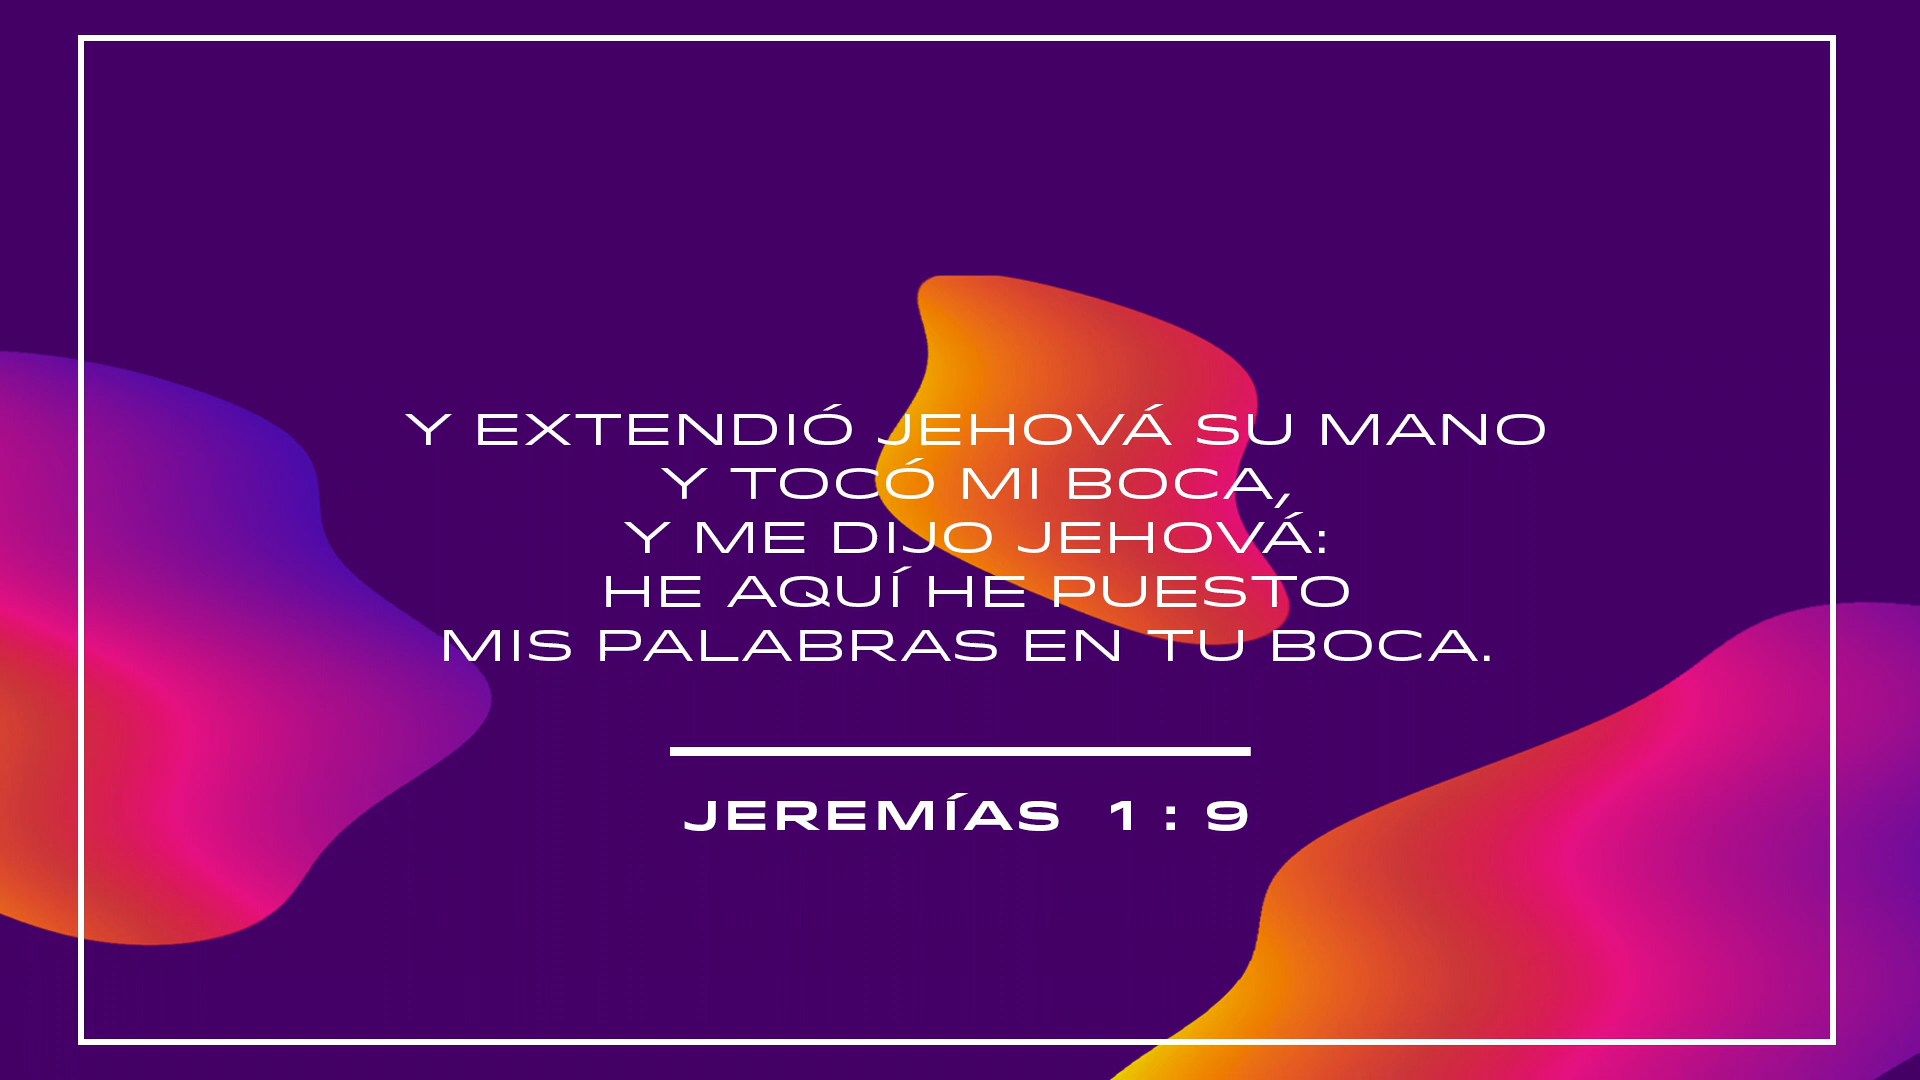 Y EXTENDIÓ JEHOVÁ SU MANO
Y TOCÓ MI BOCA,
Y ME DIJO JEHOVÁ:
HE AQUÍ HE PUESTO
MIS PALABRAS EN TU BOCA.
JEREMÍAS 1 : 9